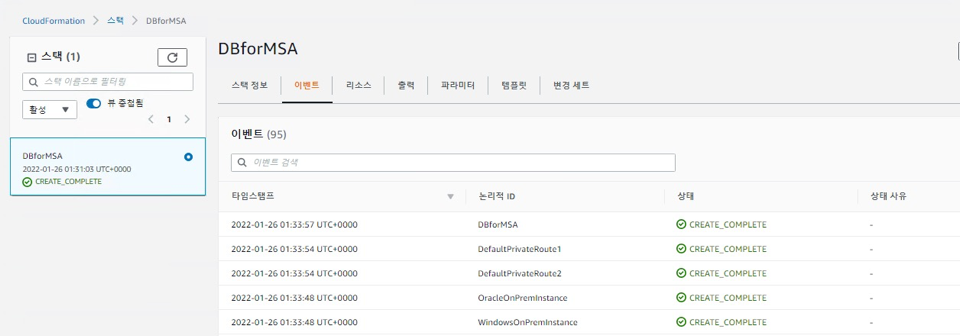 CloudFormation > 스택 > DBforMSA
스택 (1)
스택 이름으로 필터링
활성
뷰 중첩됨
1
DBforMSA
2022-01-26 01:31:03 UTC+0000
CREATE_COMPLETE
DBforMSA
스택 정보 이벤트 리소스 출력 파라미터 템플릿 변경 세트
이벤트 (95)
이벤트 검색
타임스탬프 논리적 ID 상태 상태 사유
2022-01-26 01:33:57 UTC+0000 DBforMSA CREATE_COMPLETE -
2022-01-26 01:33:54 UTC+0000 DefaultPrivateRoute1 CREATE_COMPLETE -
2022-01-26 01:33:54 UTC+0000 DefaultPrivateRoute2 CREATE_COMPLETE -
2022-01-26 01:33:48 UTC+0000 OracleOnPremInstance CREATE_COMPLETE -
2022-01-26 01:33:48 UTC+0000 WindowsOnPremInstance CREATE_COMPLETE -